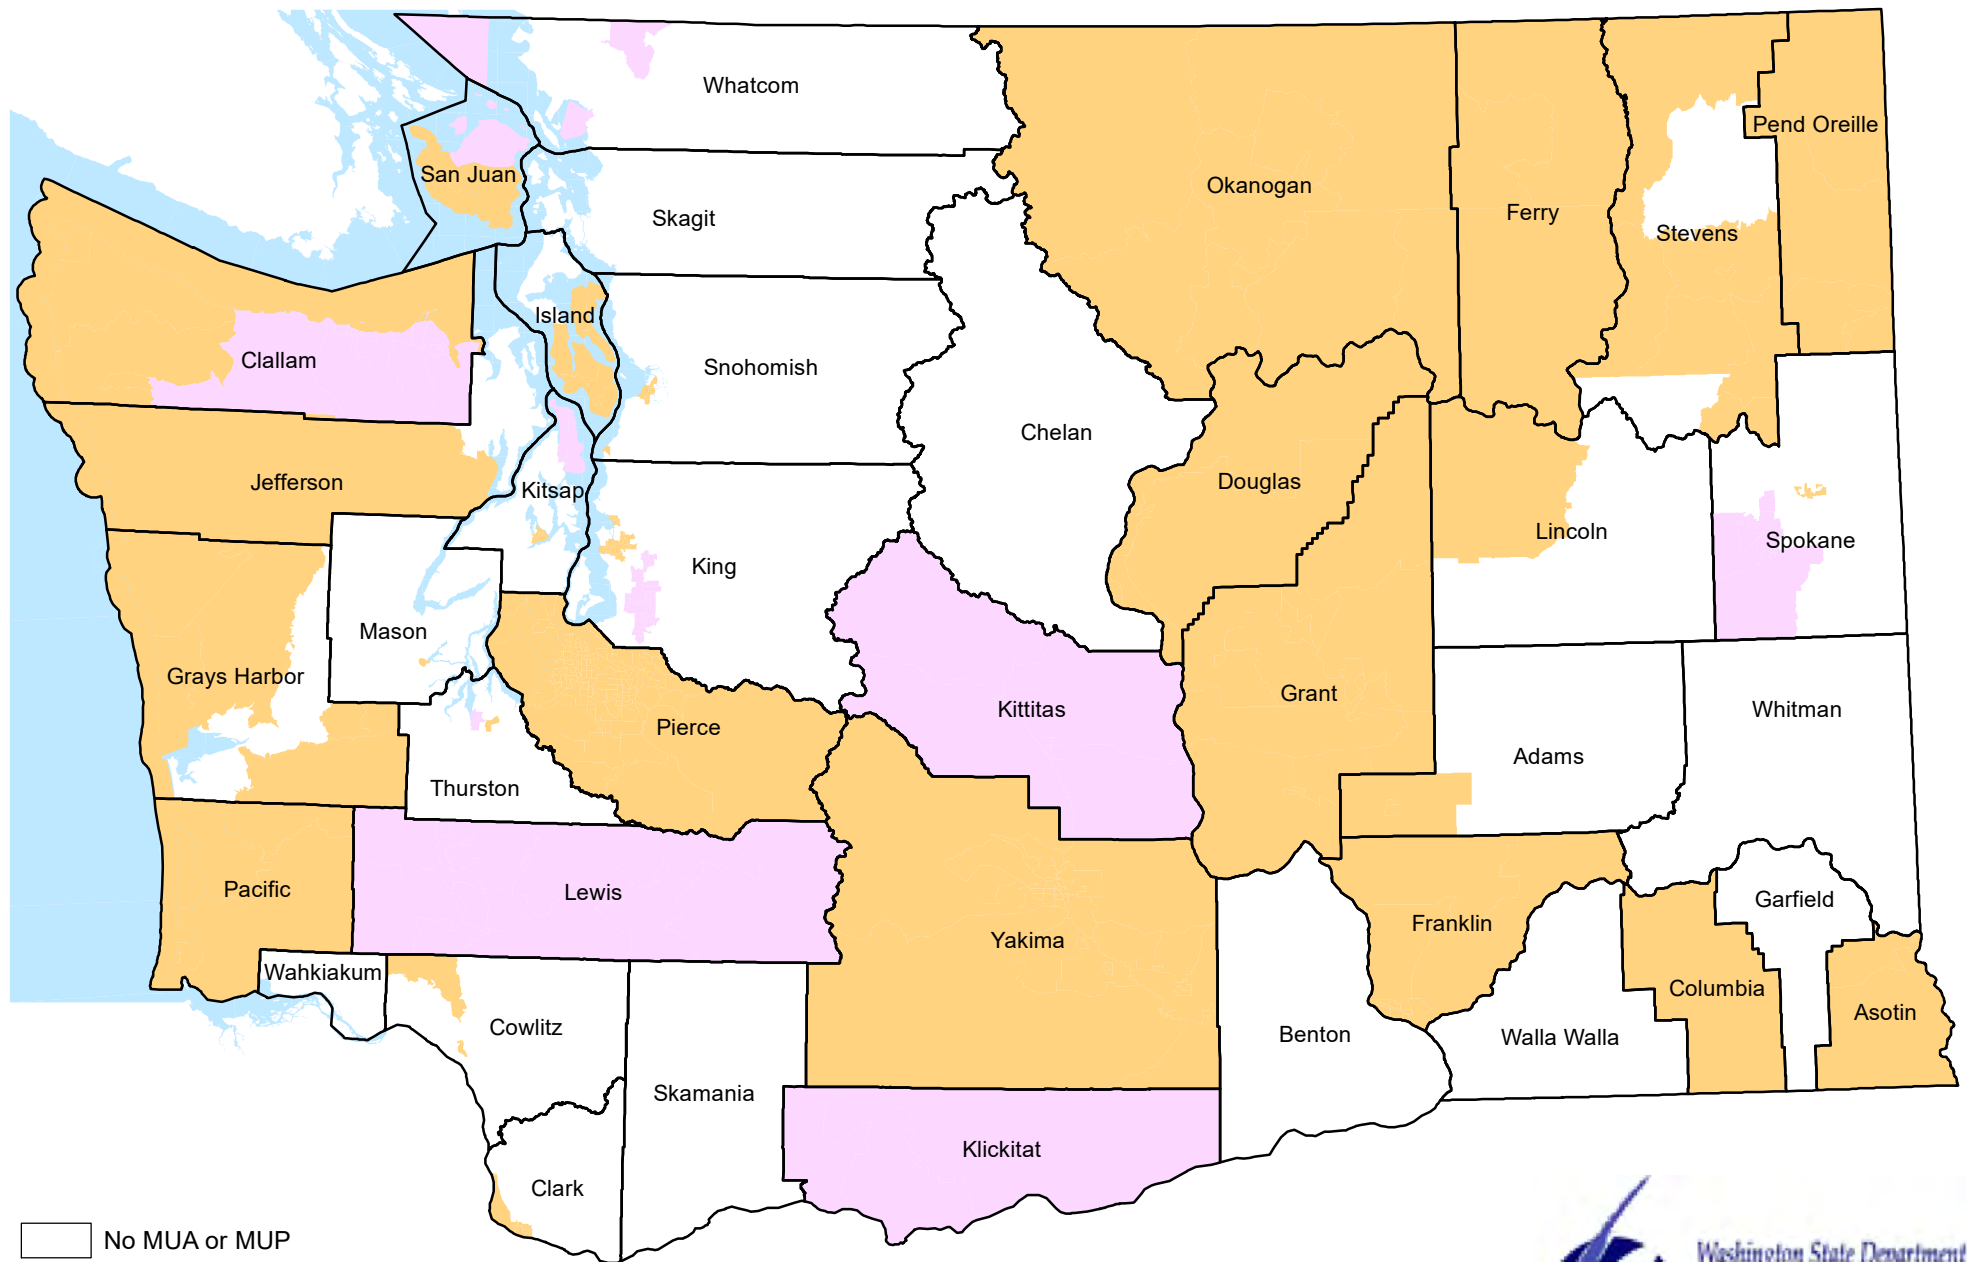 Whatcom
Pend Oreille
San Juan
Okanogan
Skagit
Ferry
Stevens
Island
Clallam
Snohomish
Chelan
Jefferson
Kitsap
Douglas
Lincoln
Spokane
King
Mason
Grays Harbor
Kittitas
Grant
Whitman
Pierce
Adams
Thurston
Pacific
Lewis
Garfield
Franklin
Yakima
Wahkiakum
Columbia
Asotin
Cowlitz
Benton
Walla Walla
Skamania
Klickitat
Clark
No MUA or MUP
Washington State Department